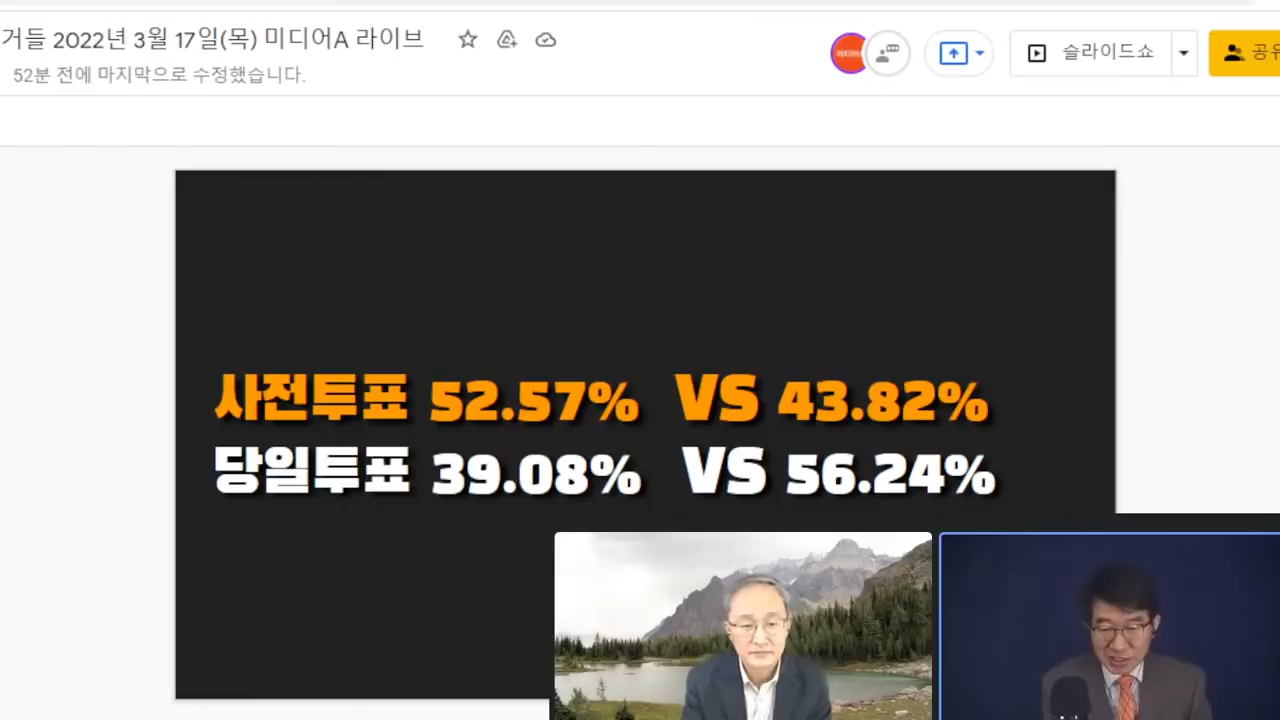 거들 2022년 3월 17일(목) 미디어A 라이브
52분 전에 마지막으로 수정했습니다.
슬라이드쇼
공유
사전투표 52.57% VS 43.82%
당일투표 39.08% VS 56.24%